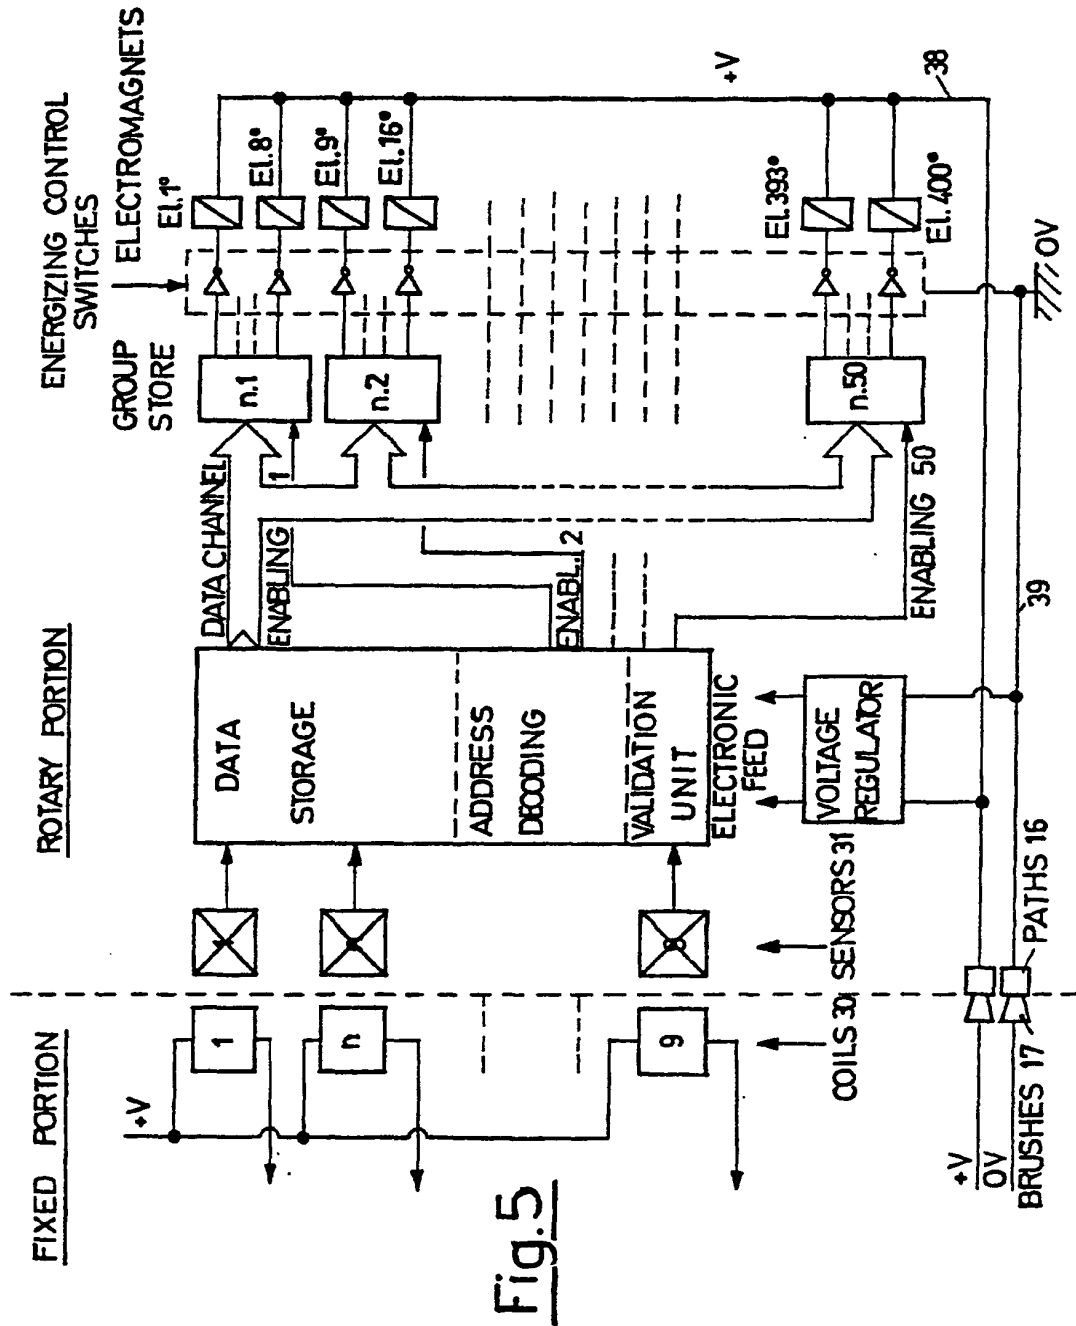 FIXED PORTION
ROTARY PORTION
ENERGIZING CONTROL
SWITCHES
ELECTROMAGNETS
GROUP
STORE
El.1°
El.8°
El.9°
El.16°
El.393°
El.400°
+V
1
n
9
DATA
STORAGE
ADDRESS
DECODING
VALIDATION
UNIT
DATA CHANNEL
ENABLING 1
ENABL. 2
ENABLING 50
n.1
n.2
n.50
+V
38
0V
39
ELECTRONIC
FEED
VOLTAGE
REGULATOR
COILS 30
SENSORS 31
+V
0V
BRUSHES 17
PATHS 16
Fig.5